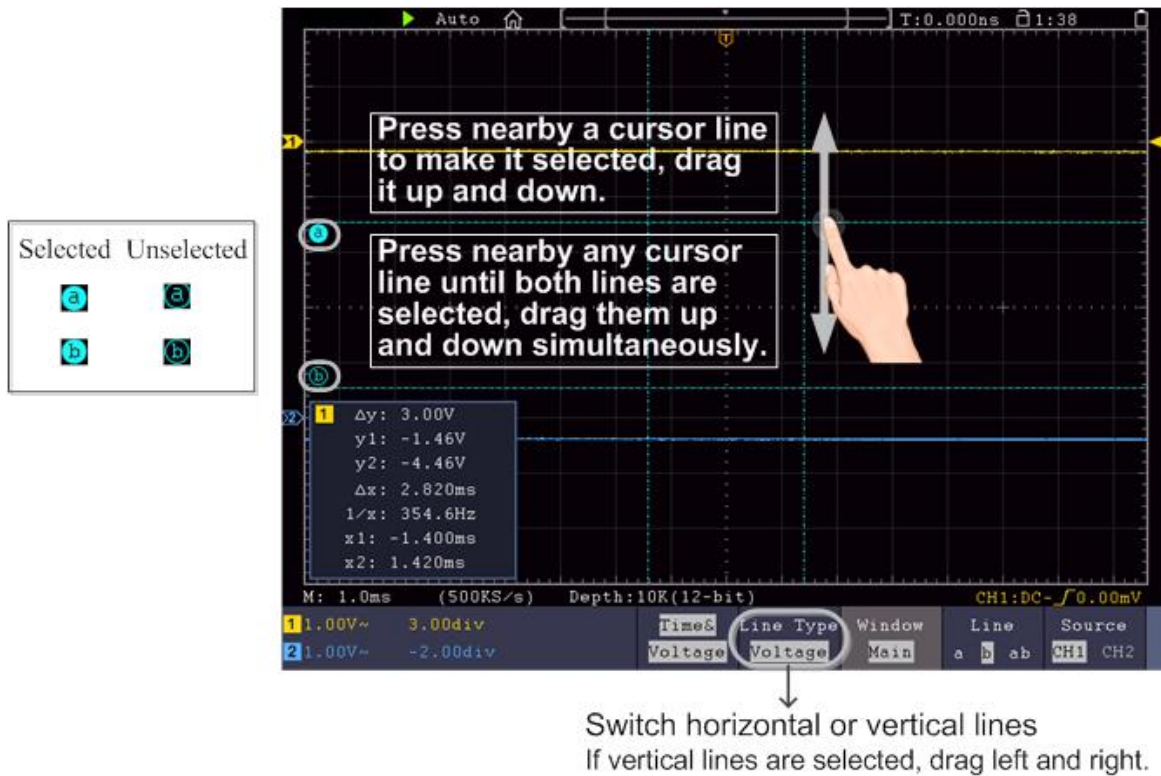 Auto T:0.000ns 1:38
T
1
Press nearby a cursor line
to make it selected, drag
it up and down.
a
Press nearby any cursor
line until both lines are
selected, drag them up
and down simultaneously.
b
Selected Unselected
a a
b b
2
1 Δy: 3.00V
y1: -1.46V
y2: -4.46V
Δx: 2.820ms
1/x: 354.6Hz
x1: -1.400ms
x2: 1.420ms
M: 1.0ms (500KS/s) Depth:10K(12-bit) CH1:DC- 0.00mV
1 1.00V~ 3.00div
2 1.00V~ -2.00div
Time&
Voltage
Line Type
Voltage
Window
Main
Line
a b ab
Source
CH1 CH2
Switch horizontal or vertical lines
If vertical lines are selected, drag left and right.